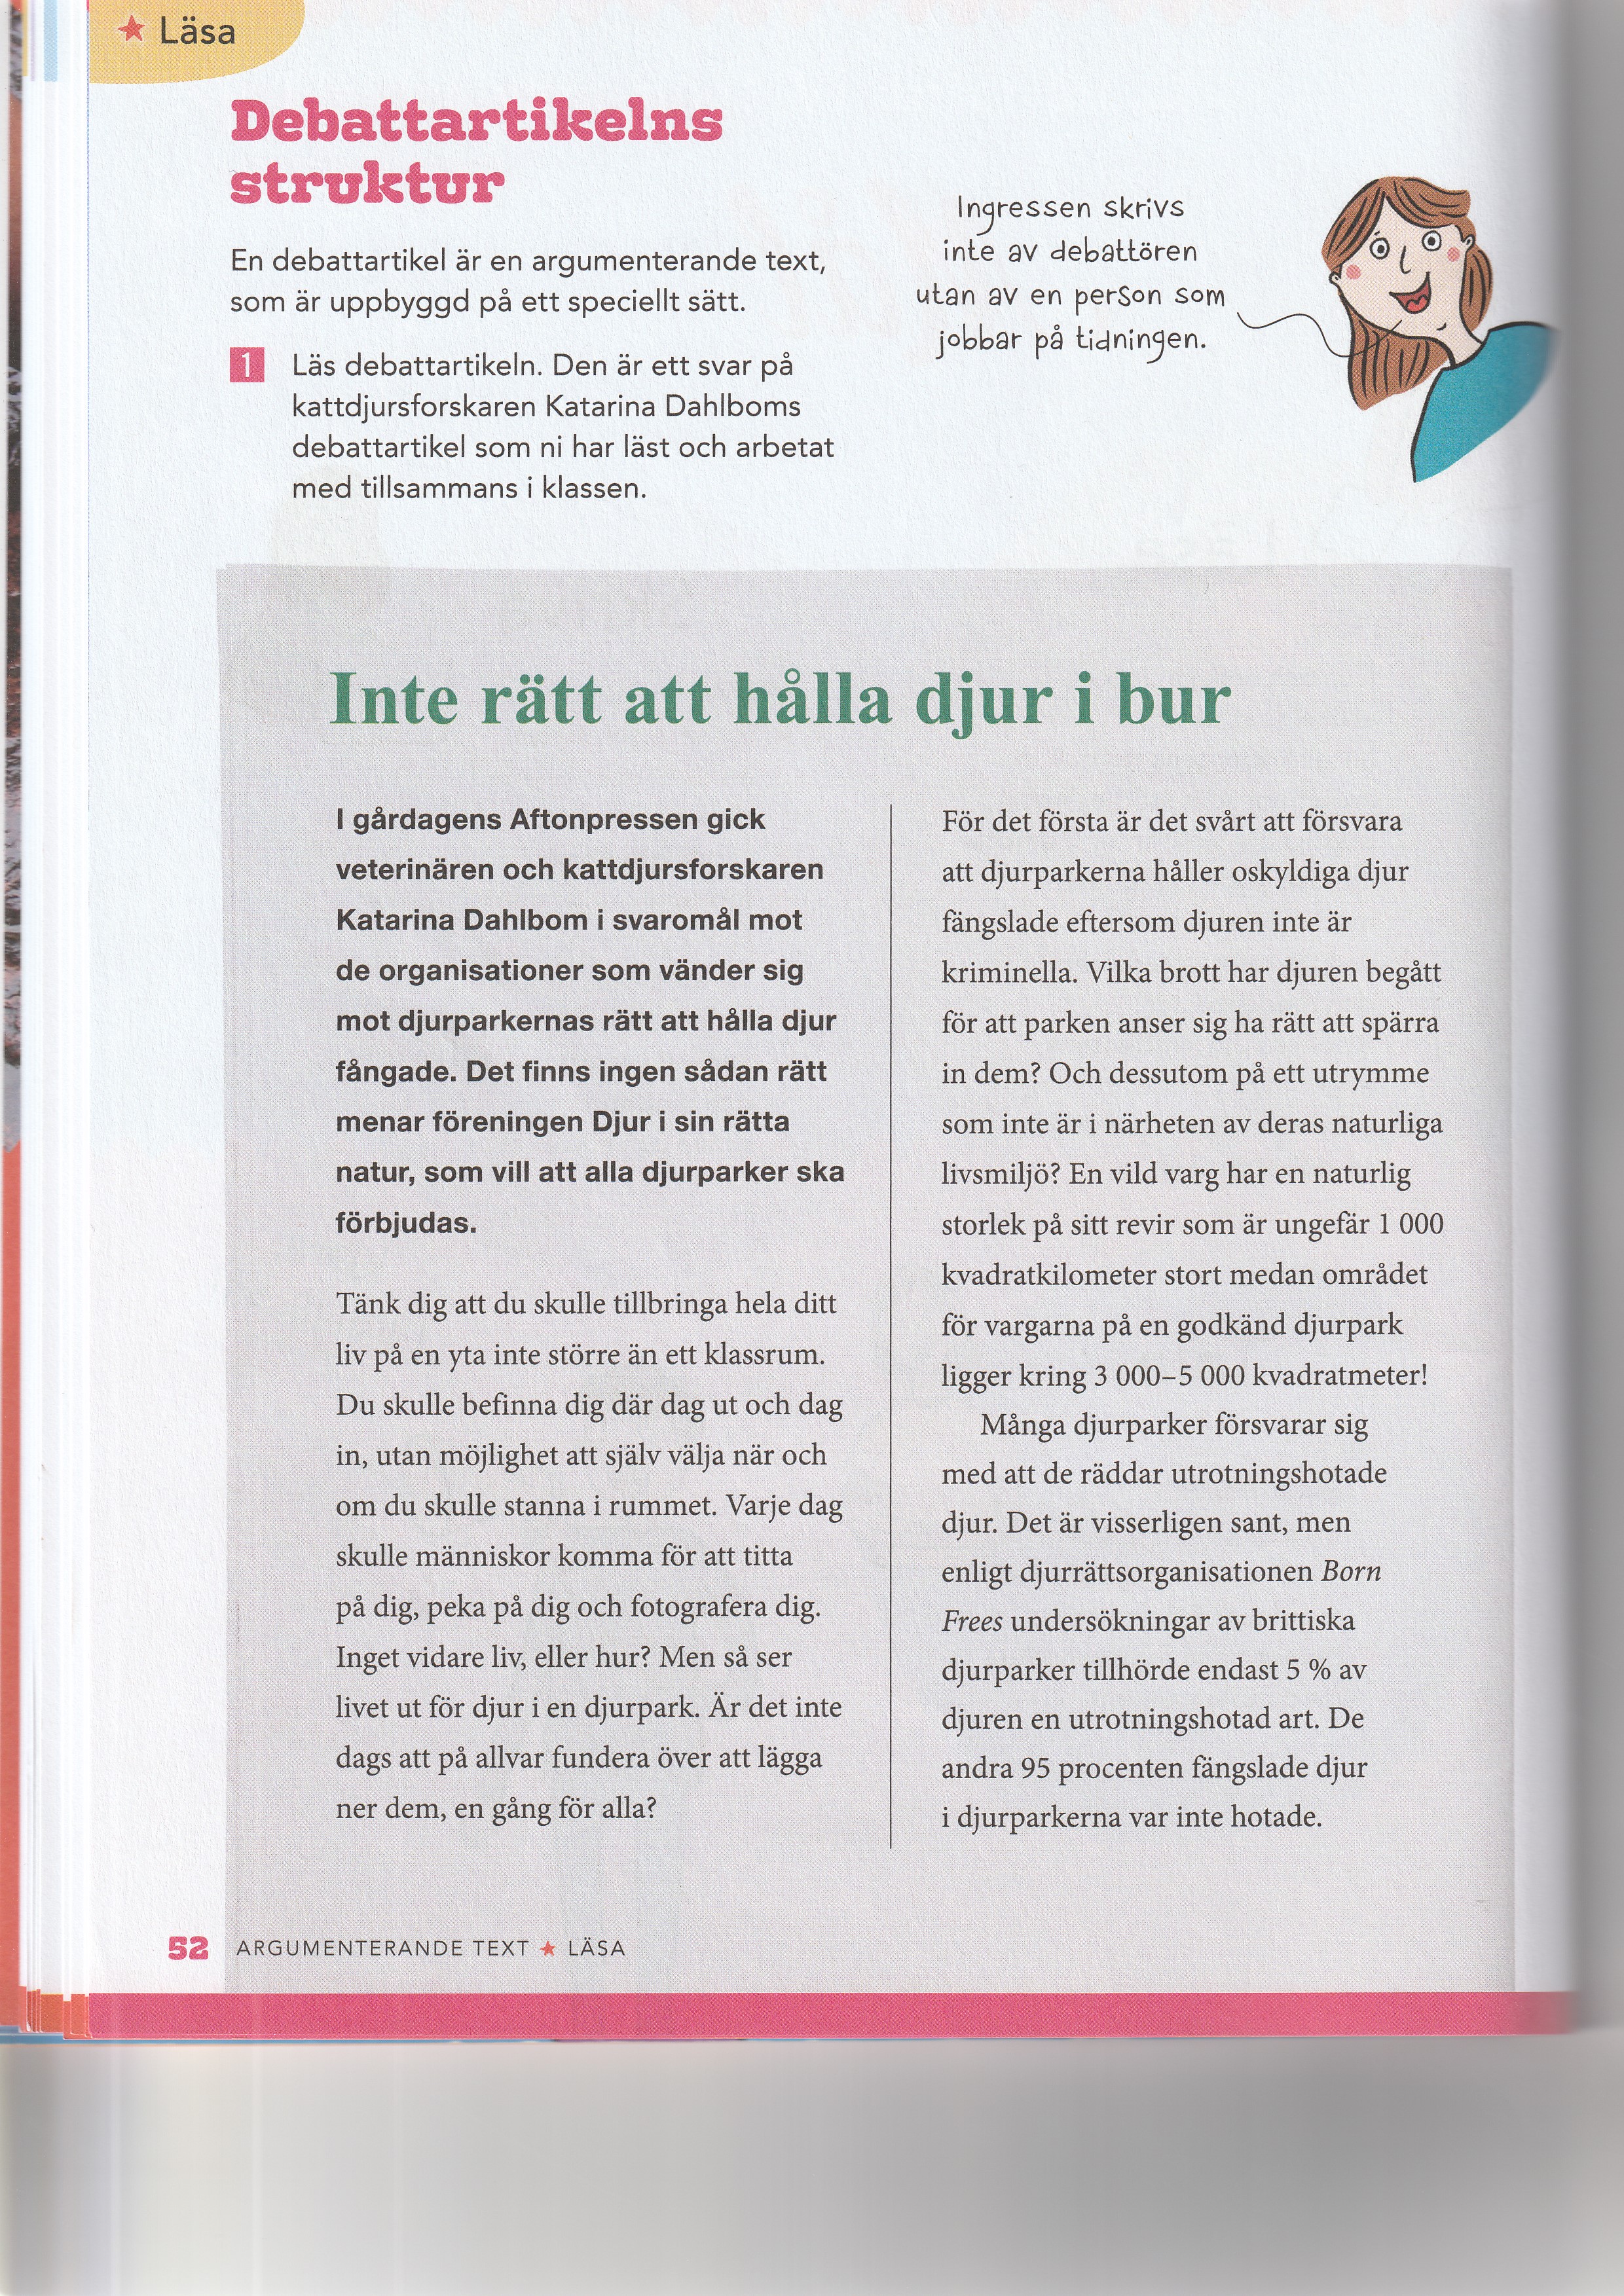 Läsa
Debattartikelns
struktur
En debattartikel är en argumenterande text,
som är uppbyggd på ett speciellt sätt.
1 Läs debattartikeln. Den är ett svar på
kattdjursforskaren Katarina Dahlboms
debattartikel som ni har läst och arbetat
med tillsammans i klassen.
Ingressen skrivs
inte av debattören
utan av en person som
jobbar på tidningen.
Inte rätt att hålla djur i bur
I gårdagens Aftonpressen gick
veterinären och kattdjursforskaren
Katarina Dahlbom i svaromål mot
de organisationer som vänder sig
mot djurparkernas rätt att hålla djur
fångade. Det finns ingen sådan rätt
menar föreningen Djur i sin rätta
natur, som vill att alla djurparker ska
förbjudas.
Tänk dig att du skulle tillbringa hela ditt
liv på en yta inte större än ett klassrum.
Du skulle befinna dig där dag ut och dag
in, utan möjlighet att själv välja när och
om du skulle stanna i rummet. Varje dag
skulle människor komma för att titta
på dig, peka på dig och fotografera dig.
Inget vidare liv, eller hur? Men så ser
livet ut för djur i en djurpark. Är det inte
dags att på allvar fundera över att lägga
ner dem, en gång för alla?
För det första är det svårt att försvara
att djurparkerna håller oskyldiga djur
fängslade eftersom djuren inte är
kriminella. Vilka brott har djuren begått
för att parken anser sig ha rätt att spärra
in dem? Och dessutom på ett utrymme
som inte är i närheten av deras naturliga
livsmiljö? En vild varg har en naturlig
storlek på sitt revir som är ungefär 1 000
kvadratkilometer stort medan området
för vargarna på en godkänd djurpark
ligger kring 3 000–5 000 kvadratmeter!
Många djurparker försvarar sig
med att de räddar utrotningshotade
djur. Det är visserligen sant, men
enligt djurrättsorganisationen Born
Frees undersökningar av brittiska
djurparker tillhörde endast 5 % av
djuren en utrotningshotad art. De
andra 95 procenten fängslade djur
i djurparkerna var inte hotade.
52 ARGUMENTERANDE TEXT ★ LÄSA